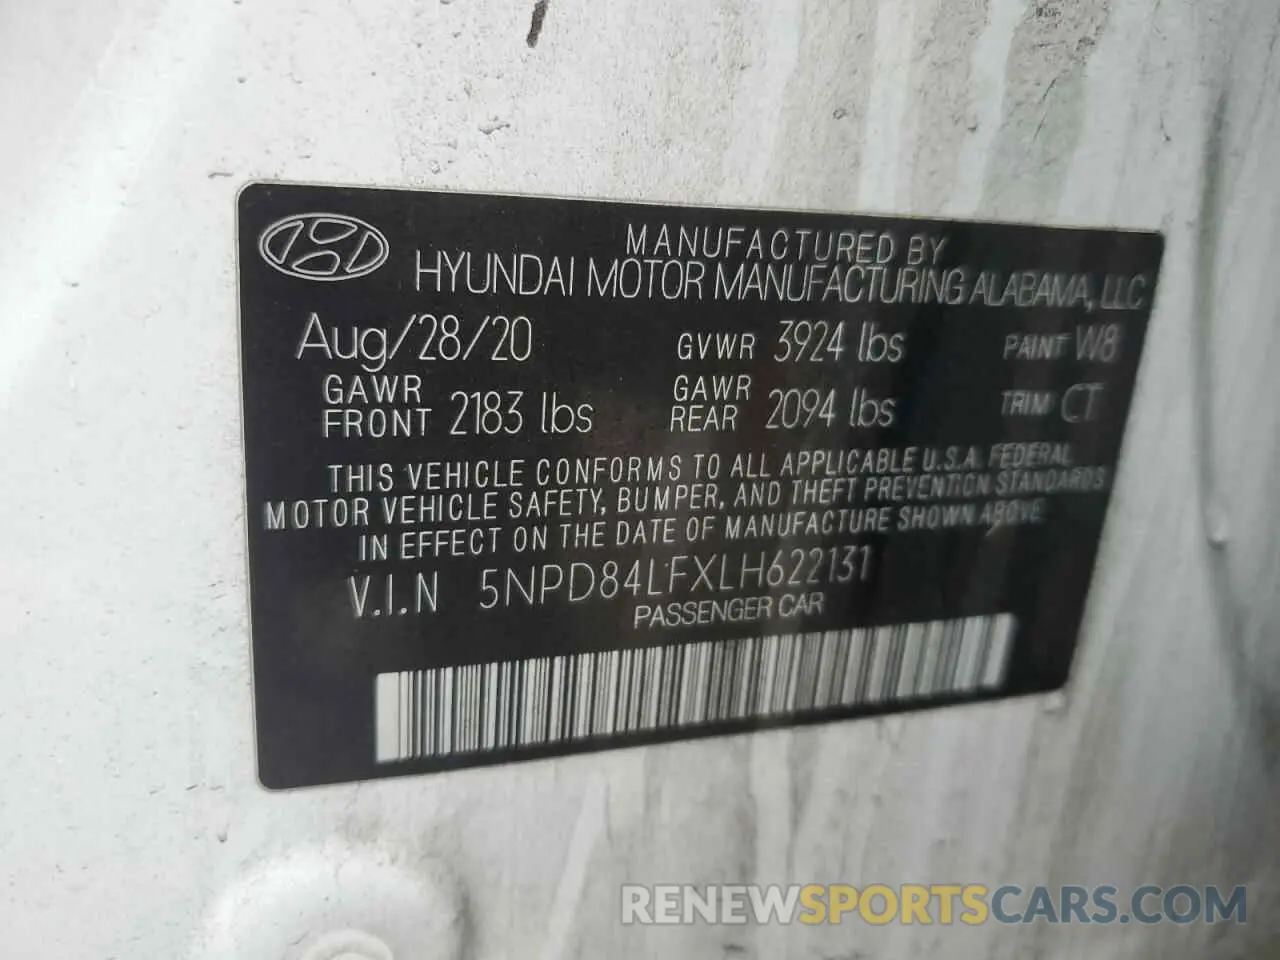 MANUFACTURED BY
HYUNDAI MOTOR MANUFACTURING ALABAMA, LLC
Aug/28/20 GVWR 3924 lbs PAINT W8
GAWR FRONT 2183 lbs GAWR REAR 2094 lbs TRIM CT
THIS VEHICLE CONFORMS TO ALL APPLICABLE U.S.A. FEDERAL
MOTOR VEHICLE SAFETY, BUMPER, AND THEFT PREVENTION STANDARDS
IN EFFECT ON THE DATE OF MANUFACTURE SHOWN ABOVE
V.I.N 5NPD84LFXLH622131
PASSENGER CAR
RENEWSPORTSCARS.COM